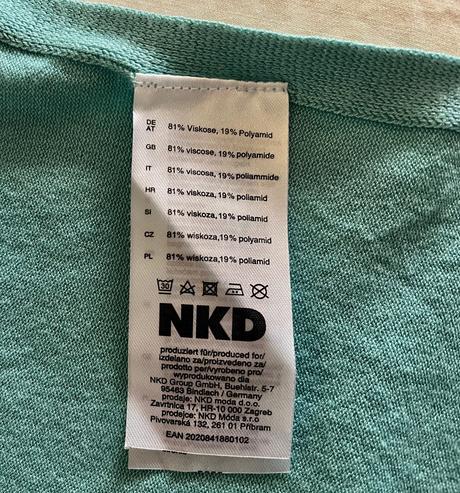 DE
AT 81% Viskose, 19% Polyamid
GB 81% viscose, 19% polyamide
IT 81% viscosa, 19% poliammide
HR 81% viskoza, 19% poliamid
SI 81% viskoza, 19% poliamid
CZ 81% wiskoza, 19% polyamid
PL 81% wiskoza, 19% poliamid
30
NKD
produziert für/produced for/
izdelano za/proizvedeno za/
prodotto per/vyrobeno pro/
wyprodukowano dla
NKD Group GmbH, Buehlstr. 5-7
95463 Bindlach / Germany
prodaje: NKD moda d.o.o.
Zavrtnica 17, HR-10 000 Zagreb
prodejce: NKD Móda s.r.o
Pivovarská 132, 261 01 Příbram
EAN 2020841880102